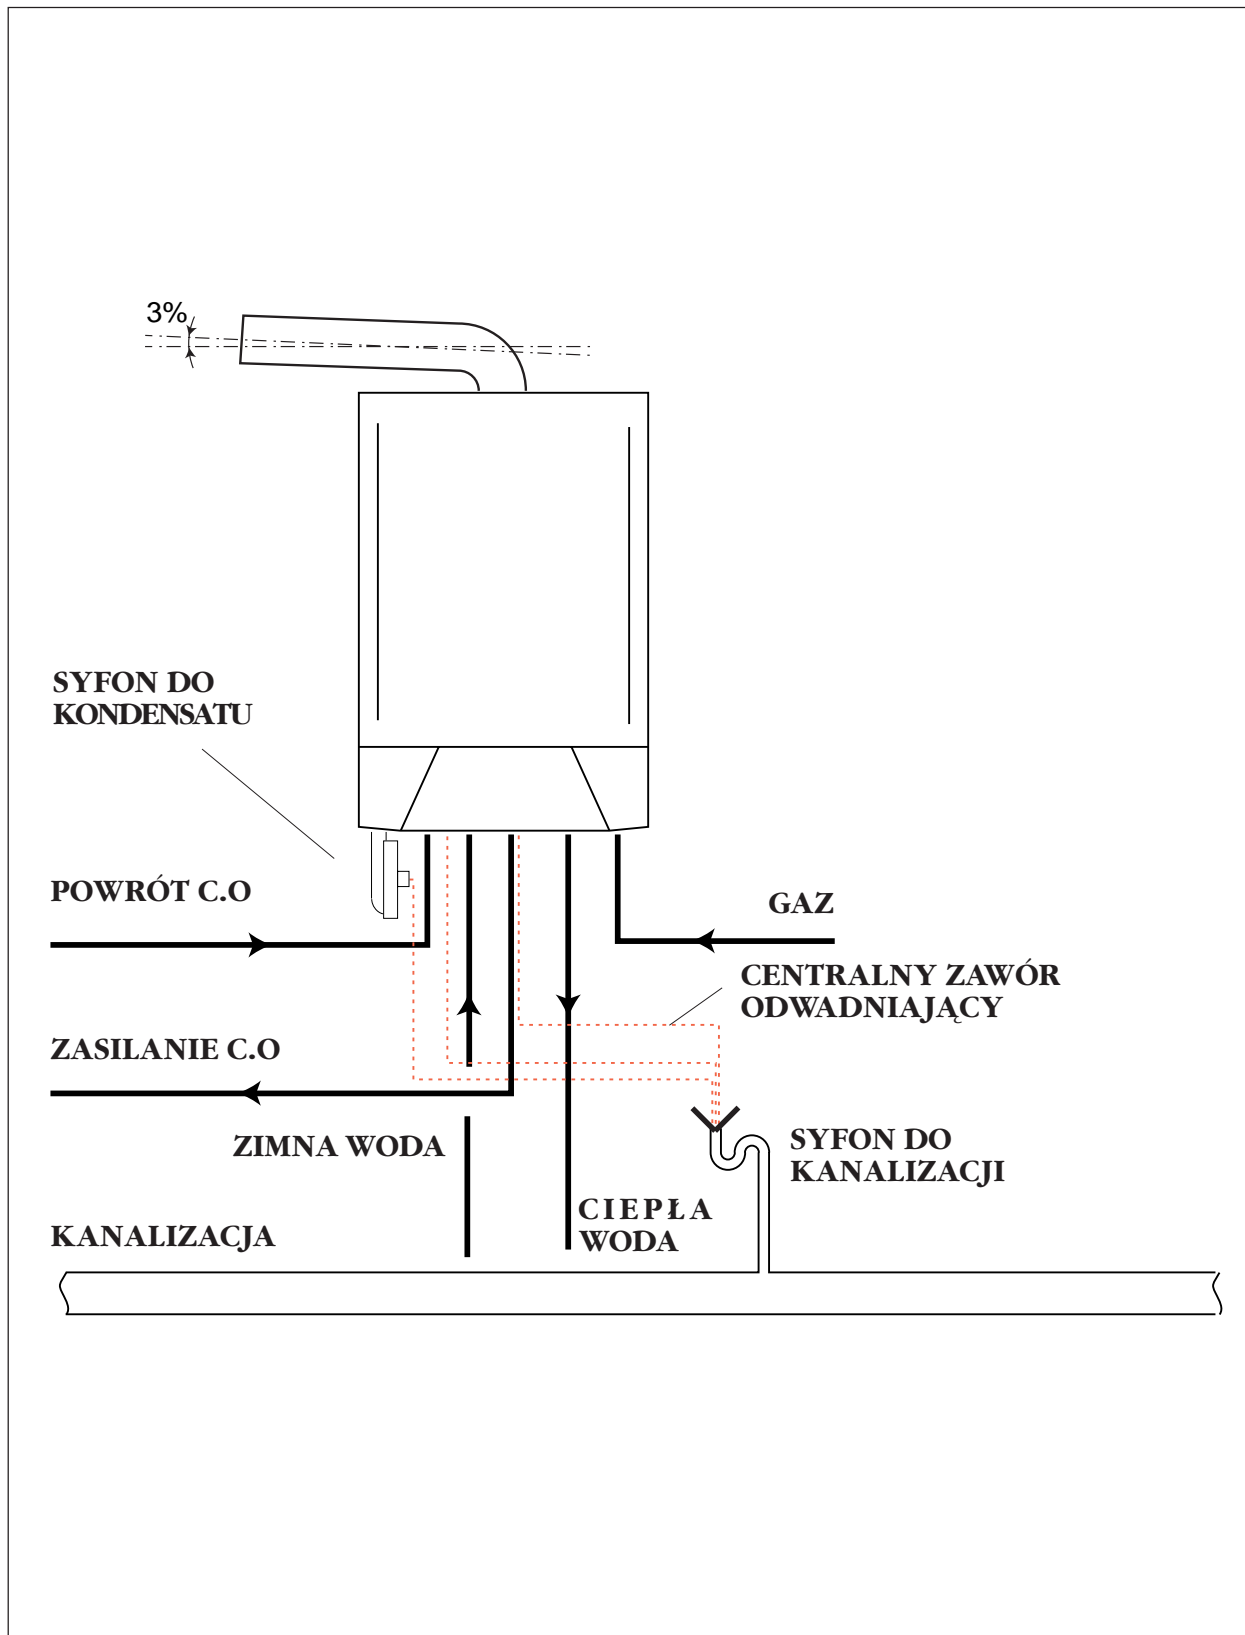 3%
SYFON DO
KONDENSATU
POWRÓT C.O
GAZ
CENTRALNY ZAWÓR
ODWADNIAJĄCY
ZASILANIE C.O
ZIMNA WODA
SYFON DO
KANALIZACJI
CIEPŁA
WODA
KANALIZACJA